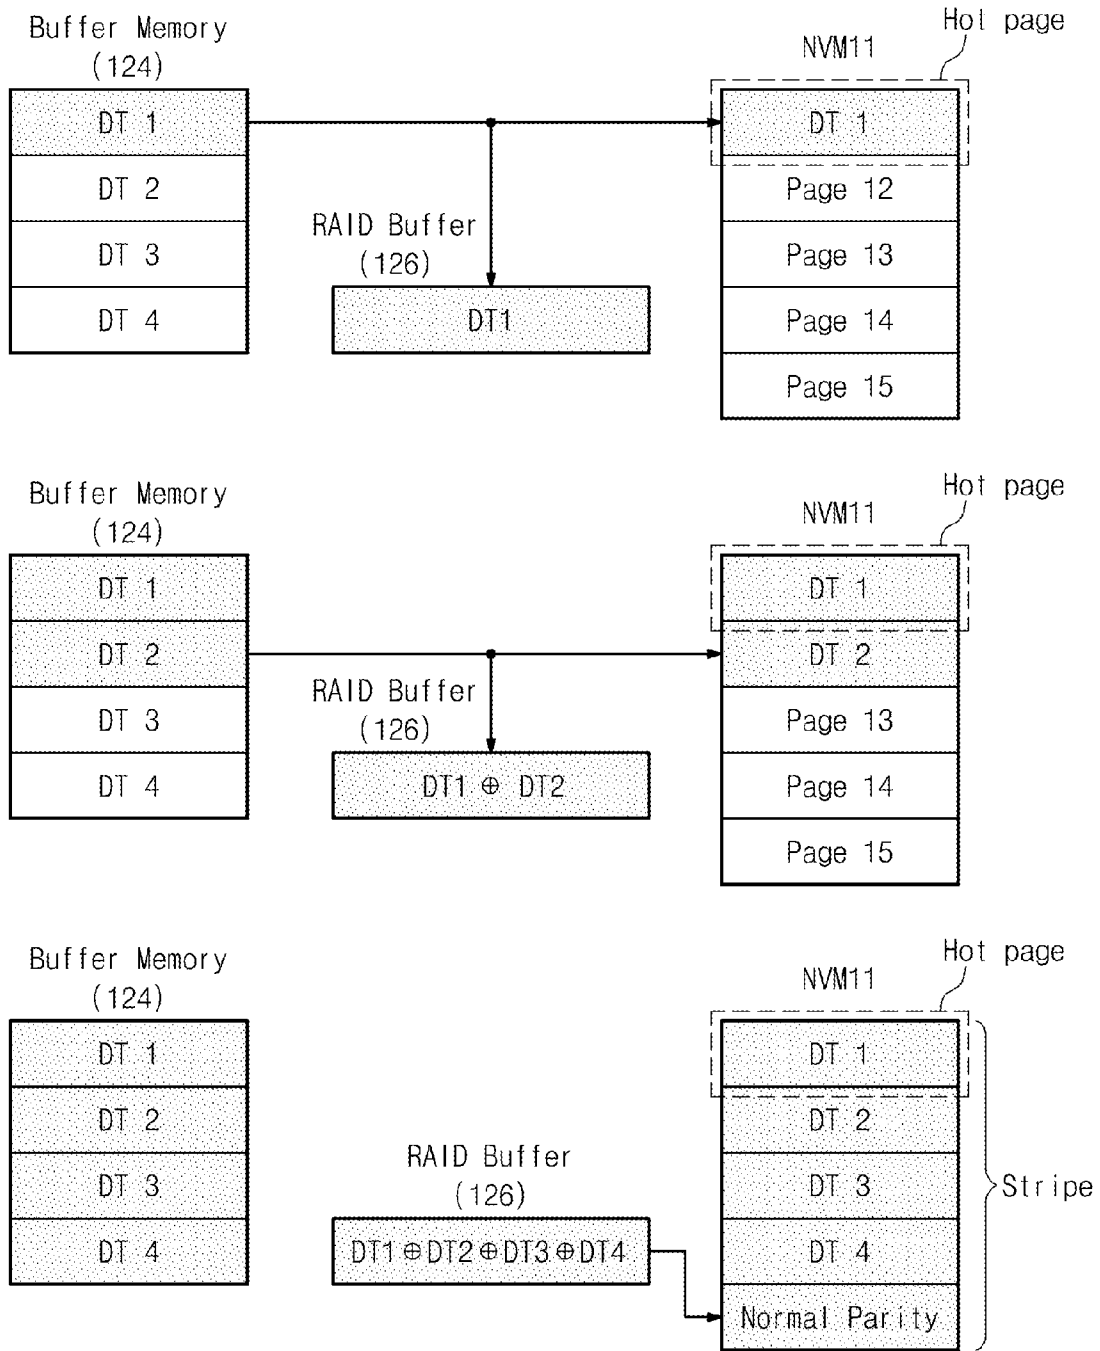 Buffer Memory
(124)
NVM11
Hot page
DT 1
DT 2
DT 3
DT 4
RAID Buffer
(126)
DT1
DT 1
Page 12
Page 13
Page 14
Page 15
Buffer Memory
(124)
NVM11
Hot page
DT 1
DT 2
DT 3
DT 4
RAID Buffer
(126)
DT1 ⊕ DT2
DT 1
DT 2
Page 13
Page 14
Page 15
Buffer Memory
(124)
NVM11
Hot page
DT 1
DT 2
DT 3
DT 4
RAID Buffer
(126)
DT1⊕DT2⊕DT3⊕DT4
DT 1
DT 2
DT 3
DT 4
Normal Parity
Stripe